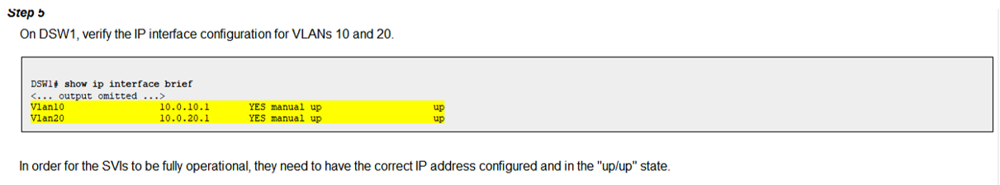 Step 5
On DSW1, verify the IP interface configuration for VLANs 10 and 20.
DSW1# show ip interface brief
<... output omitted ...>
Vlan10 10.0.10.1 YES manual up up
Vlan20 10.0.20.1 YES manual up up
In order for the SVIs to be fully operational, they need to have the correct IP address configured and in the "up/up" state.